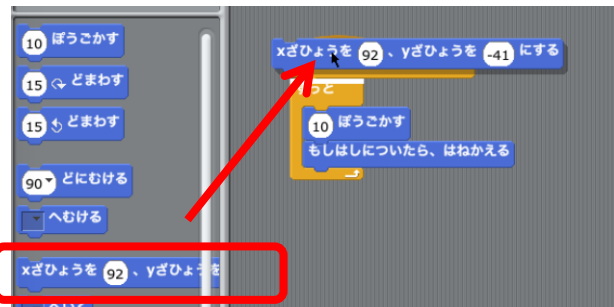 10 ほうごかす
15 どまわす
15 どまわす
90 どにむける
へむける
xざひょうを 92 、yざひょうを
xざひょうを 92 、yざひょうを -41 にする
10 ほうごかす
もしはしについたら、はねかえる